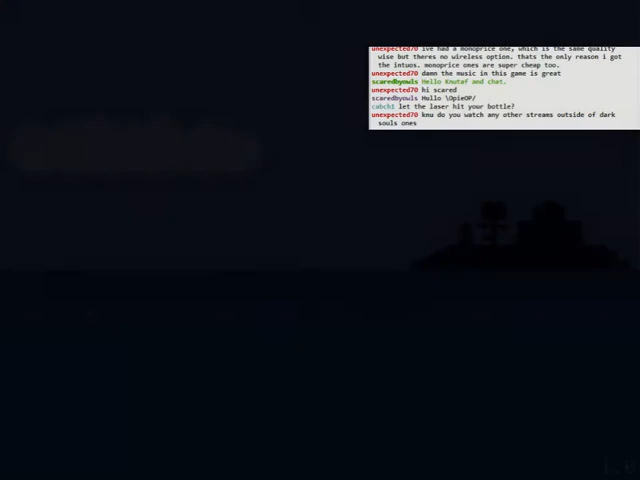 unexpected70 ive had a monoprice one, which is the same quality
wise but theres no wireless option. thats the only reason i got
the intuos. monoprice ones are super cheap too.
unexpected70 damn the music in this game is great
scaredbyowls Hello Knutaf and chat.
unexpected70 hi scared
scaredbyowls Hullo \OpieOP/
cabch1 let the laser hit your bottle?
unexpected70 knu do you watch any other streams outside of dark
souls ones